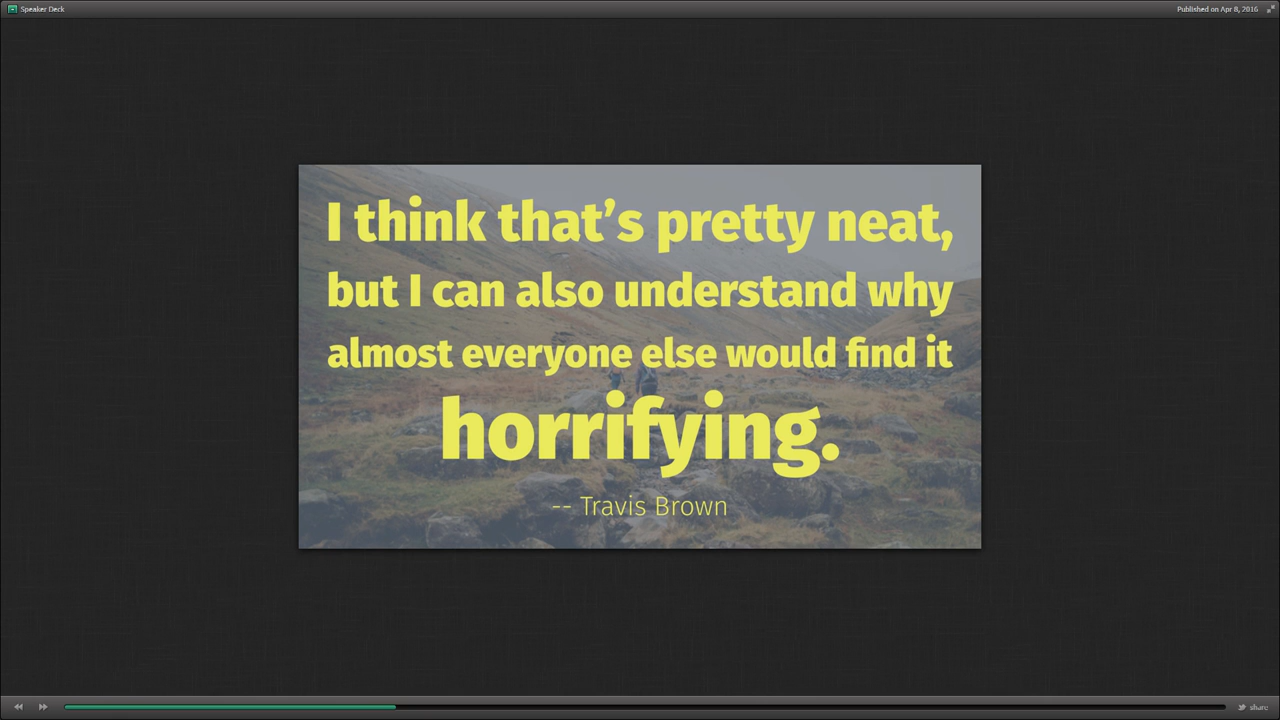 Speaker Deck
Published on Apr 8, 2016
I think that’s pretty neat,
but I can also understand why
almost everyone else would find it
horrifying.
-- Travis Brown
share